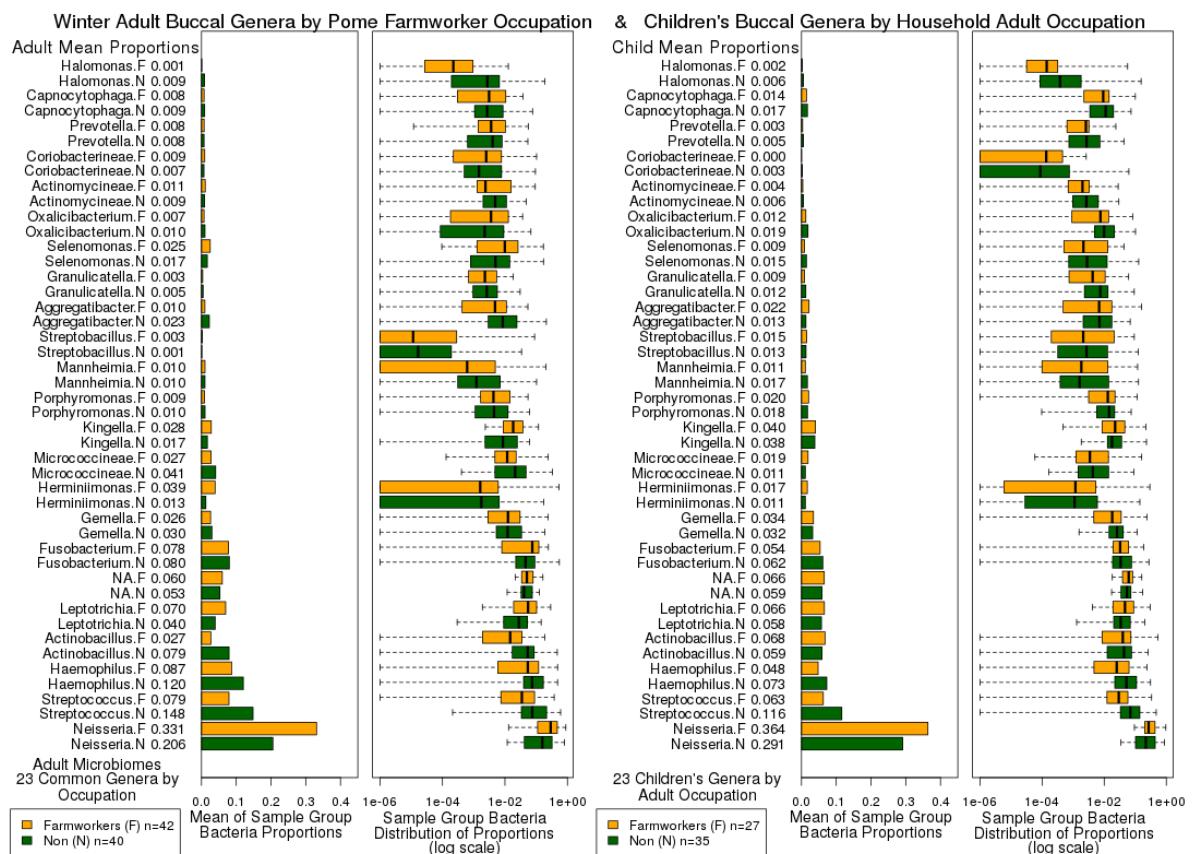 Winter Adult Buccal Genera by Pome Farmworker Occupation & Children's Buccal Genera by Household Adult Occupation
Adult Mean Proportions
Halomonas.F 0.001
Halomonas.N 0.009
Capnocytophaga.F 0.008
Capnocytophaga.N 0.009
Prevotella.F 0.008
Prevotella.N 0.008
Coriobacterineae.F 0.009
Coriobacterineae.N 0.007
Actinomycineae.F 0.011
Actinomycineae.N 0.009
Oxalicibacterium.F 0.007
Oxalicibacterium.N 0.010
Selenomonas.F 0.025
Selenomonas.N 0.017
Granulicatella.F 0.003
Granulicatella.N 0.005
Aggregatibacter.F 0.010
Aggregatibacter.N 0.023
Streptobacillus.F 0.003
Streptobacillus.N 0.001
Mannheimia.F 0.010
Mannheimia.N 0.010
Porphyromonas.F 0.009
Porphyromonas.N 0.010
Kingella.F 0.028
Kingella.N 0.017
Micrococcineae.F 0.027
Micrococcineae.N 0.041
Herminiimonas.F 0.039
Herminiimonas.N 0.013
Gemella.F 0.026
Gemella.N 0.030
Fusobacterium.F 0.078
Fusobacterium.N 0.080
NA.F 0.060
NA.N 0.053
Leptotrichia.F 0.070
Leptotrichia.N 0.040
Actinobacillus.F 0.027
Actinobacillus.N 0.079
Haemophilus.F 0.087
Haemophilus.N 0.120
Streptococcus.F 0.079
Streptococcus.N 0.148
Neisseria.F 0.331
Neisseria.N 0.206
Adult Microbiomes
23 Common Genera by
Occupation
Farmworkers (F) n=42
Non (N) n=40
0.0 0.1 0.2 0.3 0.4
Mean of Sample Group
Bacteria Proportions
1e-06 1e-04 1e-02 1e+00
Sample Group Bacteria
Distribution of Proportions
(log scale)
Child Mean Proportions
Halomonas.F 0.002
Halomonas.N 0.006
Capnocytophaga.F 0.014
Capnocytophaga.N 0.017
Prevotella.F 0.003
Prevotella.N 0.005
Coriobacterineae.F 0.000
Coriobacterineae.N 0.003
Actinomycineae.F 0.004
Actinomycineae.N 0.006
Oxalicibacterium.F 0.012
Oxalicibacterium.N 0.019
Selenomonas.F 0.009
Selenomonas.N 0.015
Granulicatella.F 0.009
Granulicatella.N 0.012
Aggregatibacter.F 0.022
Aggregatibacter.N 0.013
Streptobacillus.F 0.015
Streptobacillus.N 0.013
Mannheimia.F 0.011
Mannheimia.N 0.017
Porphyromonas.F 0.020
Porphyromonas.N 0.018
Kingella.F 0.040
Kingella.N 0.038
Micrococcineae.F 0.019
Micrococcineae.N 0.011
Herminiimonas.F 0.017
Herminiimonas.N 0.011
Gemella.F 0.034
Gemella.N 0.032
Fusobacterium.F 0.054
Fusobacterium.N 0.062
NA.F 0.066
NA.N 0.059
Leptotrichia.F 0.066
Leptotrichia.N 0.058
Actinobacillus.F 0.068
Actinobacillus.N 0.059
Haemophilus.F 0.048
Haemophilus.N 0.073
Streptococcus.F 0.063
Streptococcus.N 0.116
Neisseria.F 0.364
Neisseria.N 0.291
23 Children's Genera by
Adult Occupation
Farmworkers (F) n=27
Non (N) n=35
0.0 0.1 0.2 0.3 0.4
Mean of Sample Group
Bacteria Proportions
1e-06 1e-04 1e-02 1e+00
Sample Group Bacteria
Distribution of Proportions
(log scale)